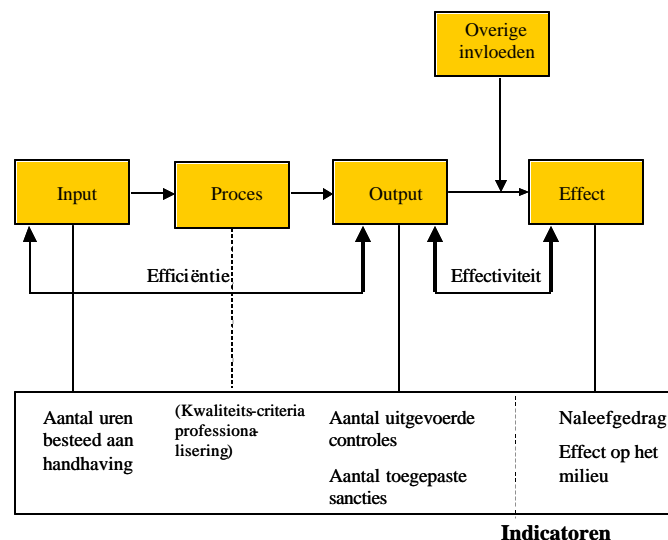 Overige
invloeden
Input
Proces
Output
Effect
Efficiëntie
Effectiviteit
Aantal uren
besteed aan
handhaving
(Kwaliteits-criteria
professiona-
lisering)
Aantal uitgevoerde
controles
Aantal toegepaste
sancties
Naleefgedrag
Effect op het
milieu
Indicatoren